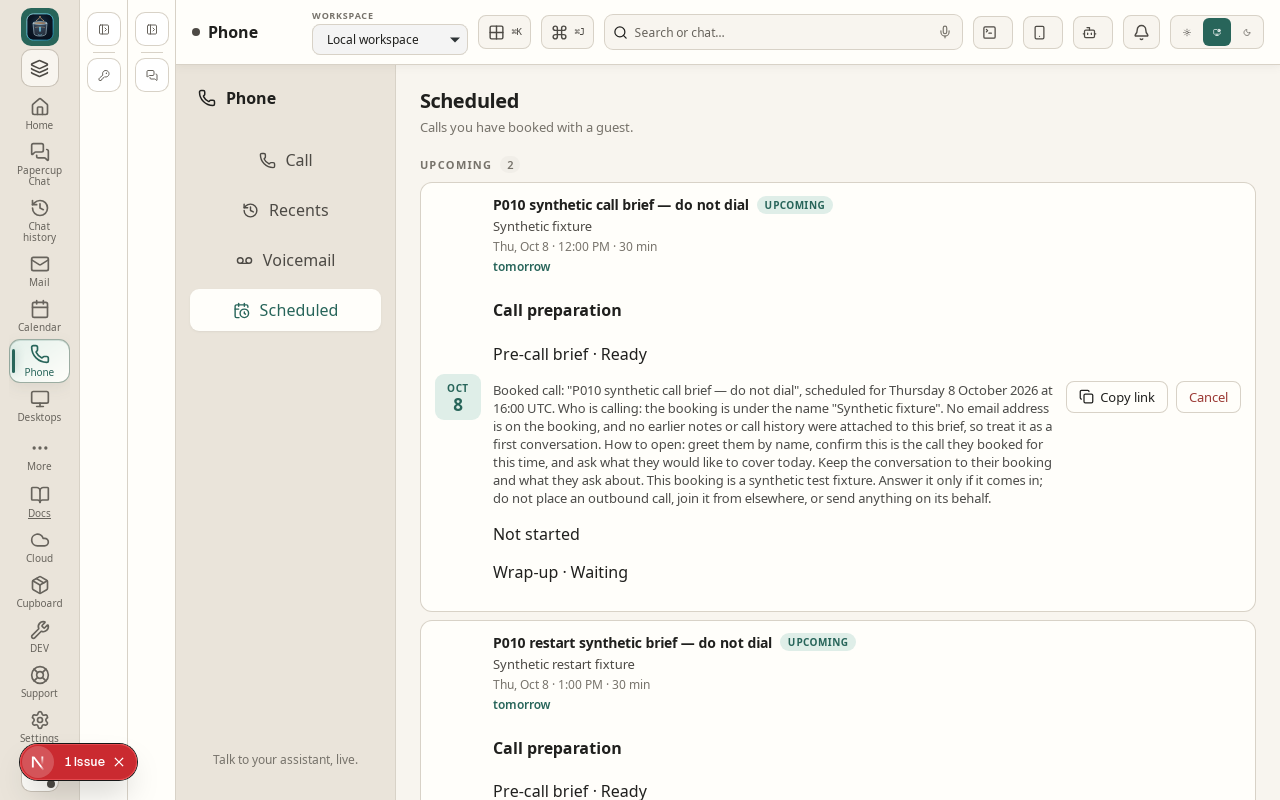 Home
Papercup
Chat
Chat
history
Mail
Calendar
Phone
Desktops
More
Docs
Cloud
Cupboard
DEV
Support
Settings
1 Issue
Phone
WORKSPACE
Local workspace
⌘K
⌘J
Search or chat...
Phone
Call
Recents
Voicemail
Scheduled
Talk to your assistant, live.
Scheduled
Calls you have booked with a guest.
UPCOMING 2
P010 synthetic call brief — do not dial UPCOMING
Synthetic fixture
Thu, Oct 8 · 12:00 PM · 30 min
tomorrow
Call preparation
Pre-call brief · Ready
OCT
8
Booked call: "P010 synthetic call brief — do not dial", scheduled for Thursday 8 October 2026 at
16:00 UTC. Who is calling: the booking is under the name "Synthetic fixture". No email address
is on the booking, and no earlier notes or call history were attached to this brief, so treat it as a
first conversation. How to open: greet them by name, confirm this is the call they booked for
this time, and ask what they would like to cover today. Keep the conversation to their booking
and what they ask about. This booking is a synthetic test fixture. Answer it only if it comes in;
do not place an outbound call, join it from elsewhere, or send anything on its behalf.
Copy link
Cancel
Not started
Wrap-up · Waiting
P010 restart synthetic brief — do not dial UPCOMING
Synthetic restart fixture
Thu, Oct 8 · 1:00 PM · 30 min
tomorrow
Call preparation
Pre-call brief · Ready